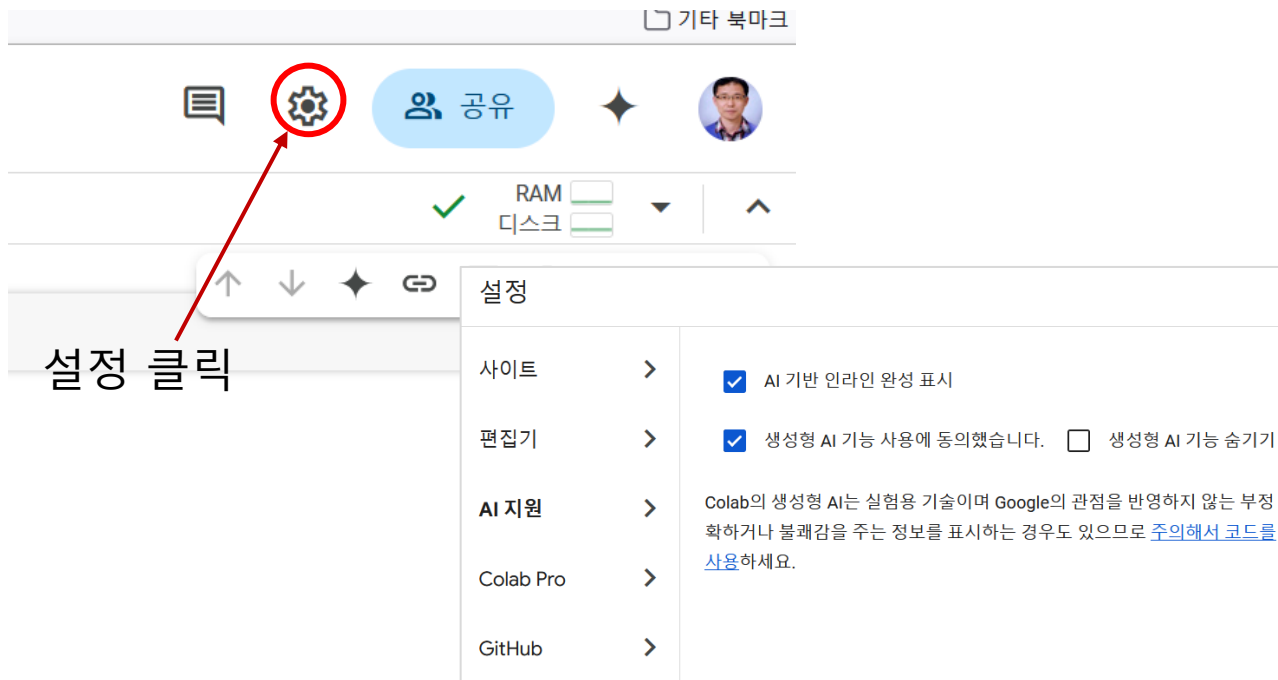 기타 북마크
공유
RAM
디스크
설정 클릭
설정
사이트
편집기
AI 지원
Colab Pro
GitHub
AI 기반 인라인 완성 표시
생성형 AI 기능 사용에 동의했습니다. 생성형 AI 기능 숨기기
Colab의 생성형 AI는 실험용 기술이며 Google의 관점을 반영하지 않는 부정
확하거나 불쾌감을 주는 정보를 표시하는 경우도 있으므로 주의해서 코드를
사용하세요.